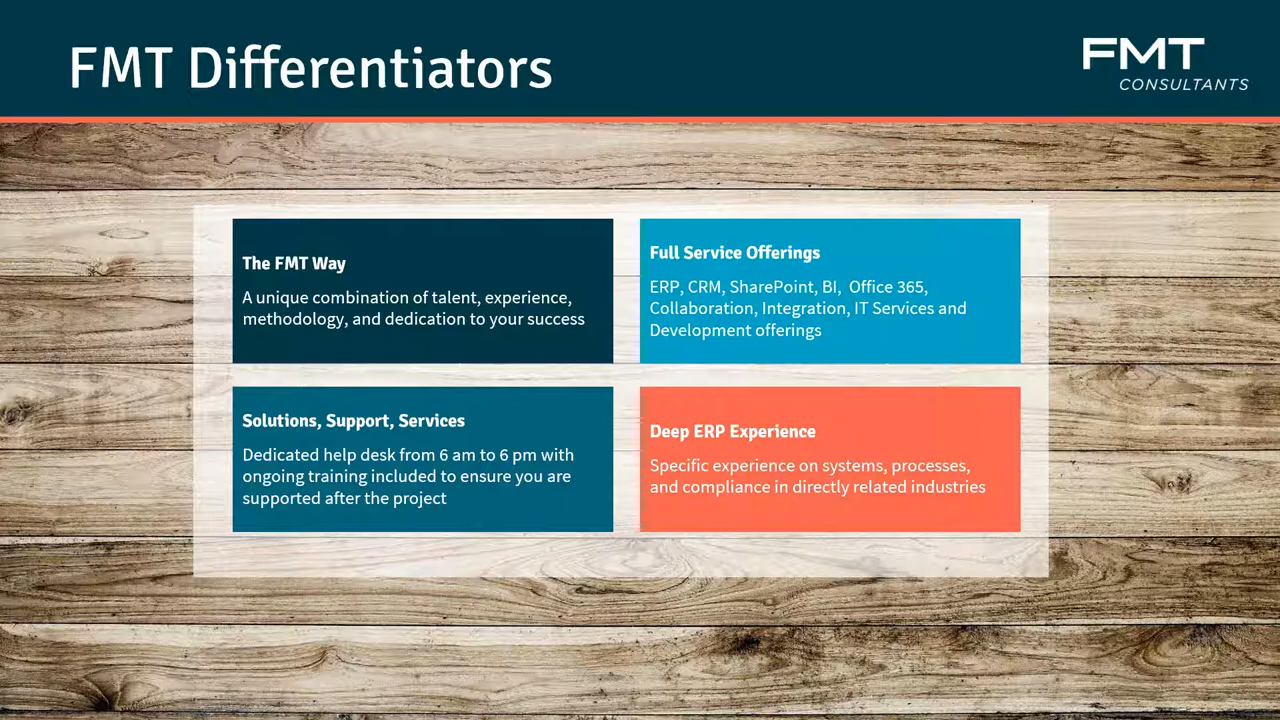 FMT Differentiators
FMT
CONSULTANTS
The FMT Way
A unique combination of talent, experience,
methodology, and dedication to your success
Full Service Offerings
ERP, CRM, SharePoint, BI,  Office 365,
Collaboration, Integration, IT Services and
Development offerings
Solutions, Support, Services
Dedicated help desk from 6 am to 6 pm with
ongoing training included to ensure you are
supported after the project
Deep ERP Experience
Specific experience on systems, processes,
and compliance in directly related industries